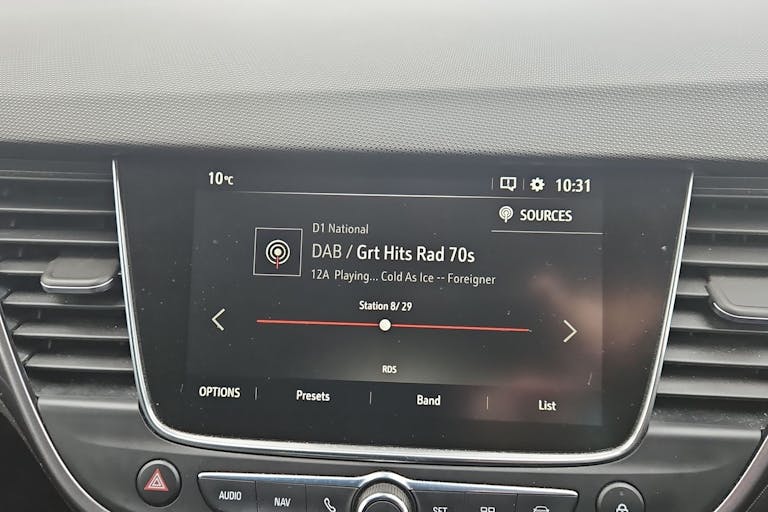 10°C 10:31
SOURCES
D1 National
DAB / Grt Hits Rad 70s
12A Playing... Cold As Ice -- Foreigner
Station 8/29
RDS
OPTIONS Presets Band List
AUDIO NAV SET